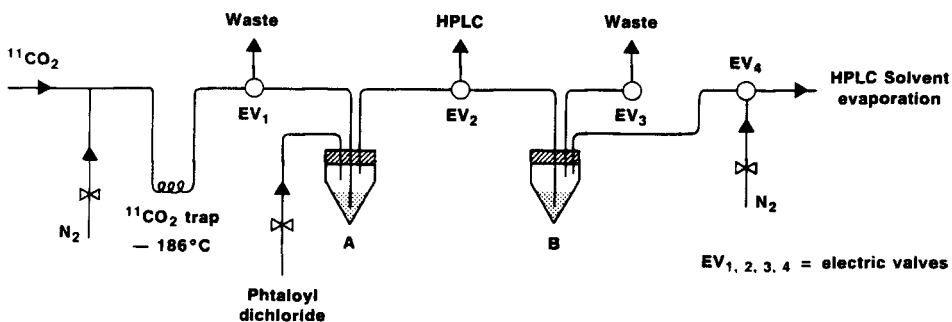 Waste
HPLC
Waste
¹¹CO₂
EV₄
HPLC Solvent
evaporation
EV₁
EV₂
EV₃
N₂
¹¹CO₂ trap
— 186°C
A
B
N₂
EV₁, ₂, ₃, ₄ = electric valves
Phtaloyl
dichloride